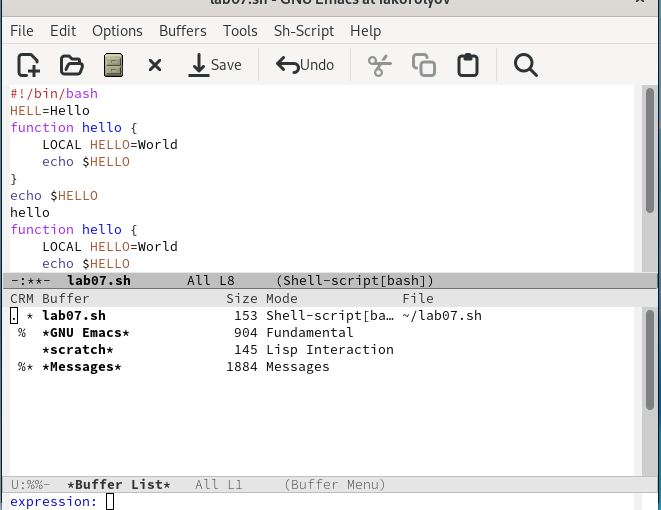 lab07.sh - GNU Emacs at iakorolyov
File Edit Options Buffers Tools Sh-Script Help
Save Undo
#!/bin/bash
HELL=Hello
function hello {
    LOCAL HELLO=World
    echo $HELLO
}
echo $HELLO
hello
function hello {
    LOCAL HELLO=World
    echo $HELLO
-:**-  lab07.sh       All L8     (Shell-script[bash])
CRM Buffer                 Size Mode             File
. * lab07.sh                153 Shell-script[ba… ~/lab07.sh
 %  *GNU Emacs*             904 Fundamental
    *scratch*               145 Lisp Interaction
 %* *Messages*             1884 Messages
U:%%-  *Buffer List*   All L1     (Buffer Menu)
expression: